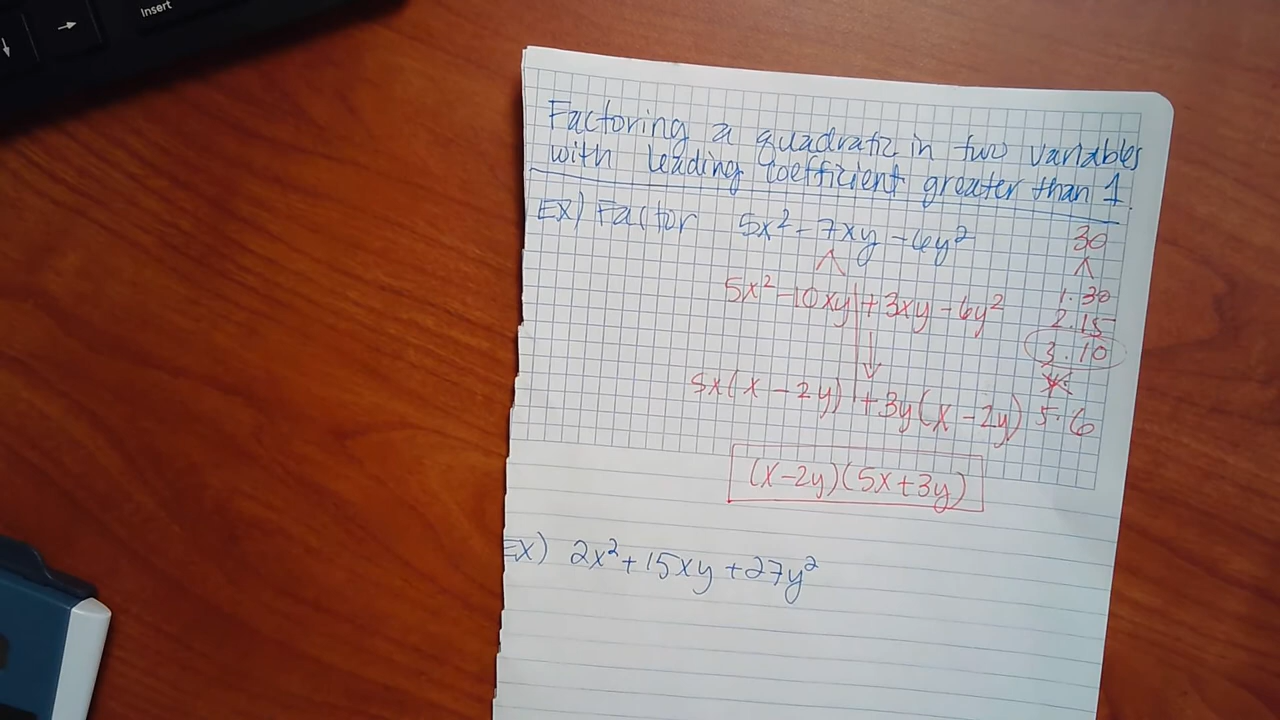 Insert
Factoring a quadratic in two variables
with leading coefficient greater than 1.
EX) Factor 5x² - 7xy - 6y²
30
5x² - 10xy + 3xy - 6y²
1·30
2·15
3·10
5x(x - 2y) + 3y(x - 2y)
5·6
(x-2y)(5x+3y)
EX) 2x² + 15xy + 27y²